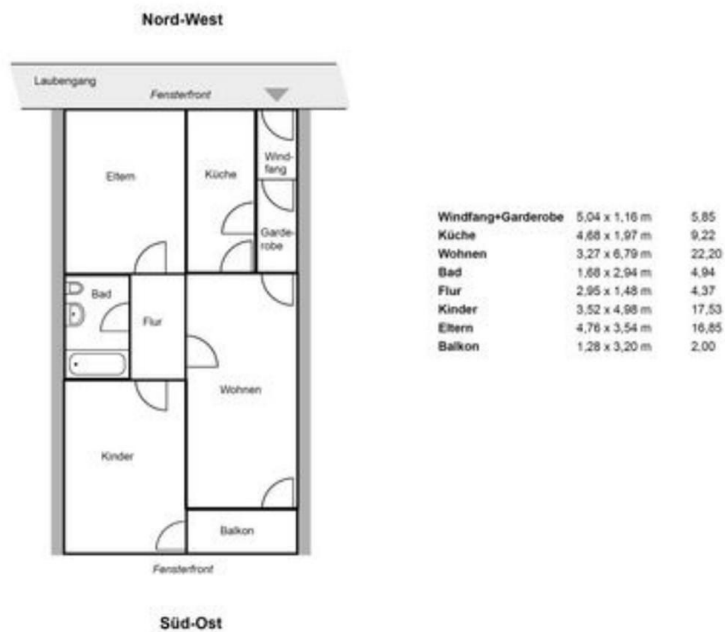 Nord-West
Laubengang
Fensterfront
Eltern
Küche
Wind-
fang
Garde-
robe
Bad
Flur
Wohnen
Kinder
Balkon
Fensterfront
Süd-Ost
Windfang+Garderobe 5,04 x 1,16 m 5,85
Küche 4,68 x 1,97 m 9,22
Wohnen 3,27 x 6,79 m 22,20
Bad 1,68 x 2,94 m 4,94
Flur 2,95 x 1,48 m 4,37
Kinder 3,52 x 4,98 m 17,53
Eltern 4,76 x 3,54 m 16,85
Balkon 1,28 x 3,20 m 2,00